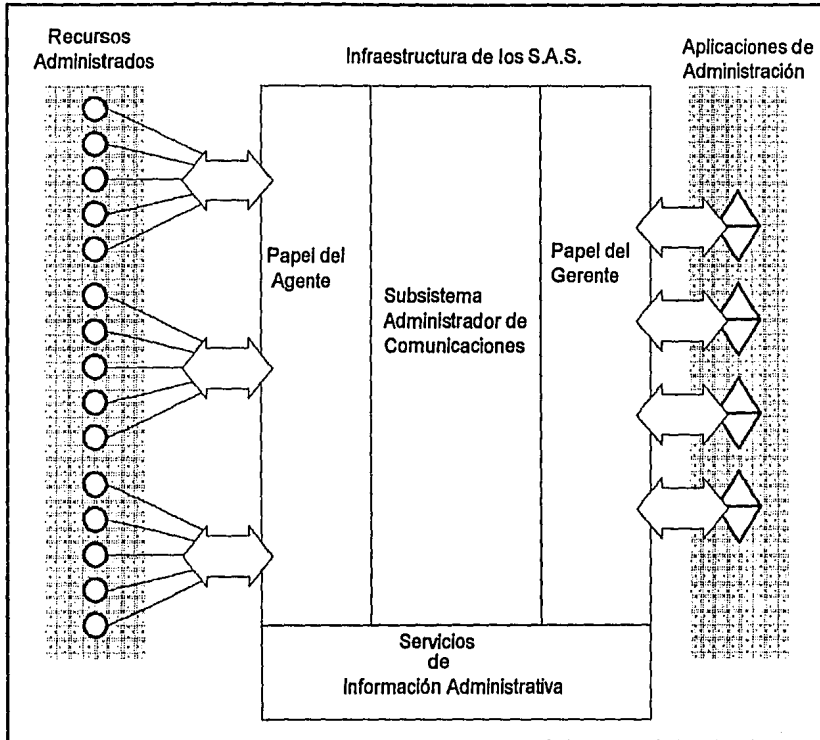 Recursos
Administrados
Infraestructura de los S.A.S.
Aplicaciones de
Administración
Papel del
Agente
Subsistema
Administrador de
Comunicaciones
Papel del
Gerente
Servicios
de
Información Administrativa